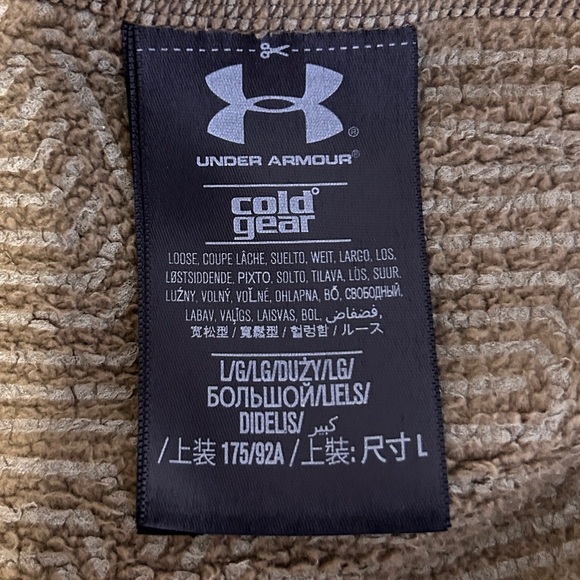 UNDER ARMOUR®
cold
gear
LOOSE, COUPE LÂCHE, SUELTO, WEIT, LARGO, LOS,
LØSTSIDDENDE, PIXTO, SOLTO, TILAVA, LÖS, SUUR,
LUŹNY, VOLNÝ, VOĽNÉ, OHLAPNA, BŐ, СВОБОДНЫЙ,
LABAV, VAĻĪGS, LAISVAS, BOL, فضفاض,
宽松型 / 寬鬆型 / 헐렁함 / ルース
L/G/LG/DUŻY/LG/
БОЛЬШОЙ/LIELS/
DIDELIS/ كبير
/上装 175/92A /上裝: 尺寸 L